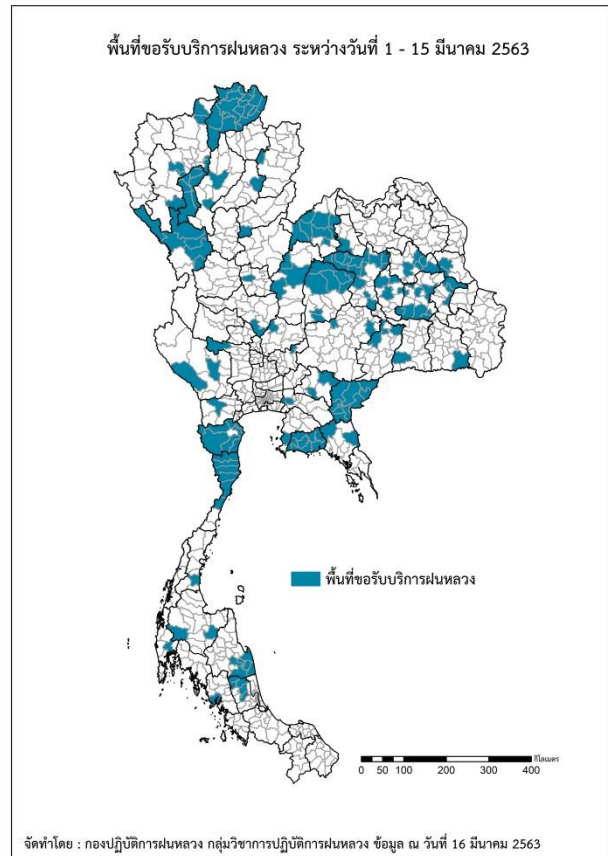 พื้นที่ขอรับบริการฝนหลวง ระหว่างวันที่ 1 - 15 มีนาคม 2563
พื้นที่ขอรับบริการฝนหลวง
กิโลเมตร
0 50 100 200 300 400
จัดทำโดย : กองปฏิบัติการฝนหลวง กลุ่มวิชาการปฏิบัติการฝนหลวง ข้อมูล ณ วันที่ 16 มีนาคม 2563